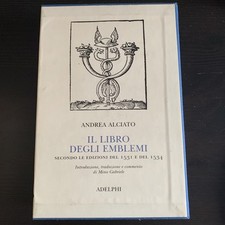 ANDREA ALCIATO
IL LIBRO
DEGLI EMBLEMI
SECONDO LE EDIZIONI DEL 1531 E DEL 1534
Introduzione, traduzione e commento
di Mino Gabriele
ADELPHI